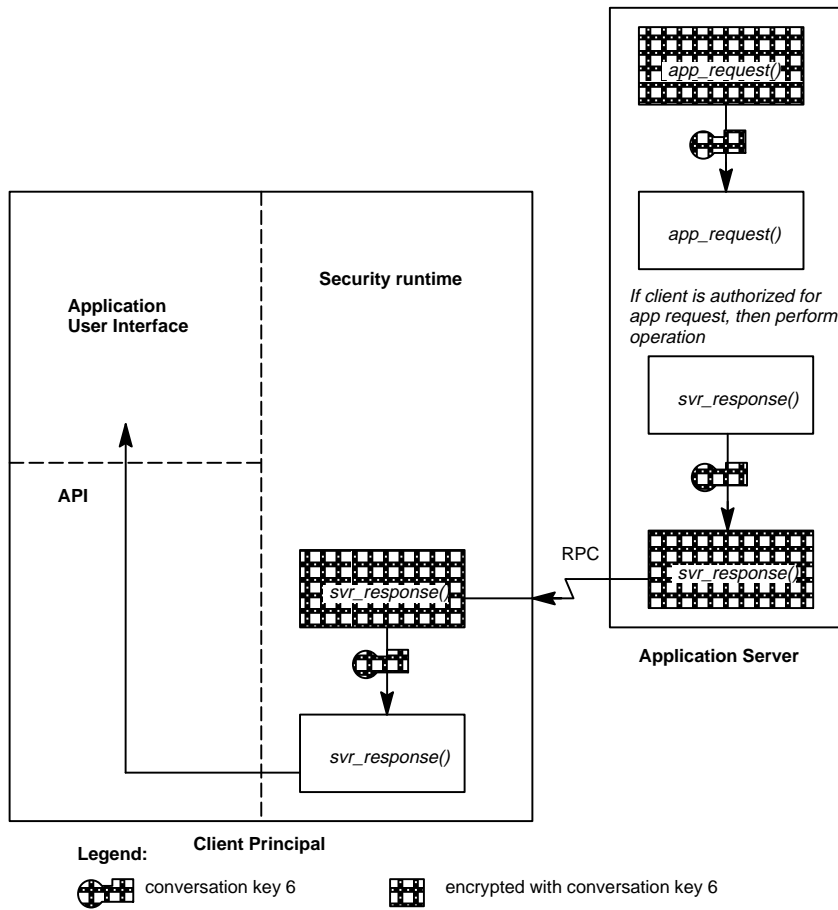 app_request()
app_request()
If client is authorized for
app request, then perform
operation
svr_response()
svr_response()
Application Server
RPC
Security runtime
Application
User Interface
API
svr_response()
svr_response()
Client Principal
Legend:
conversation key 6
encrypted with conversation key 6